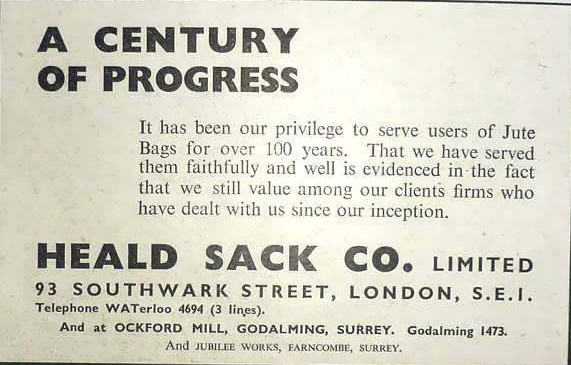 A CENTURY
OF PROGRESS
It has been our privilege to serve users of Jute
Bags for over 100 years. That we have served
them faithfully and well is evidenced in the fact
that we still value among our clients firms who
have dealt with us since our inception.
HEALD SACK CO. LIMITED
93 SOUTHWARK STREET, LONDON, S.E.I.
Telephone WATerloo 4694 (3 lines).
And at OCKFORD MILL, GODALMING, SURREY. Godalming 1473.
And JUBILEE WORKS, FARNCOMBE, SURREY.